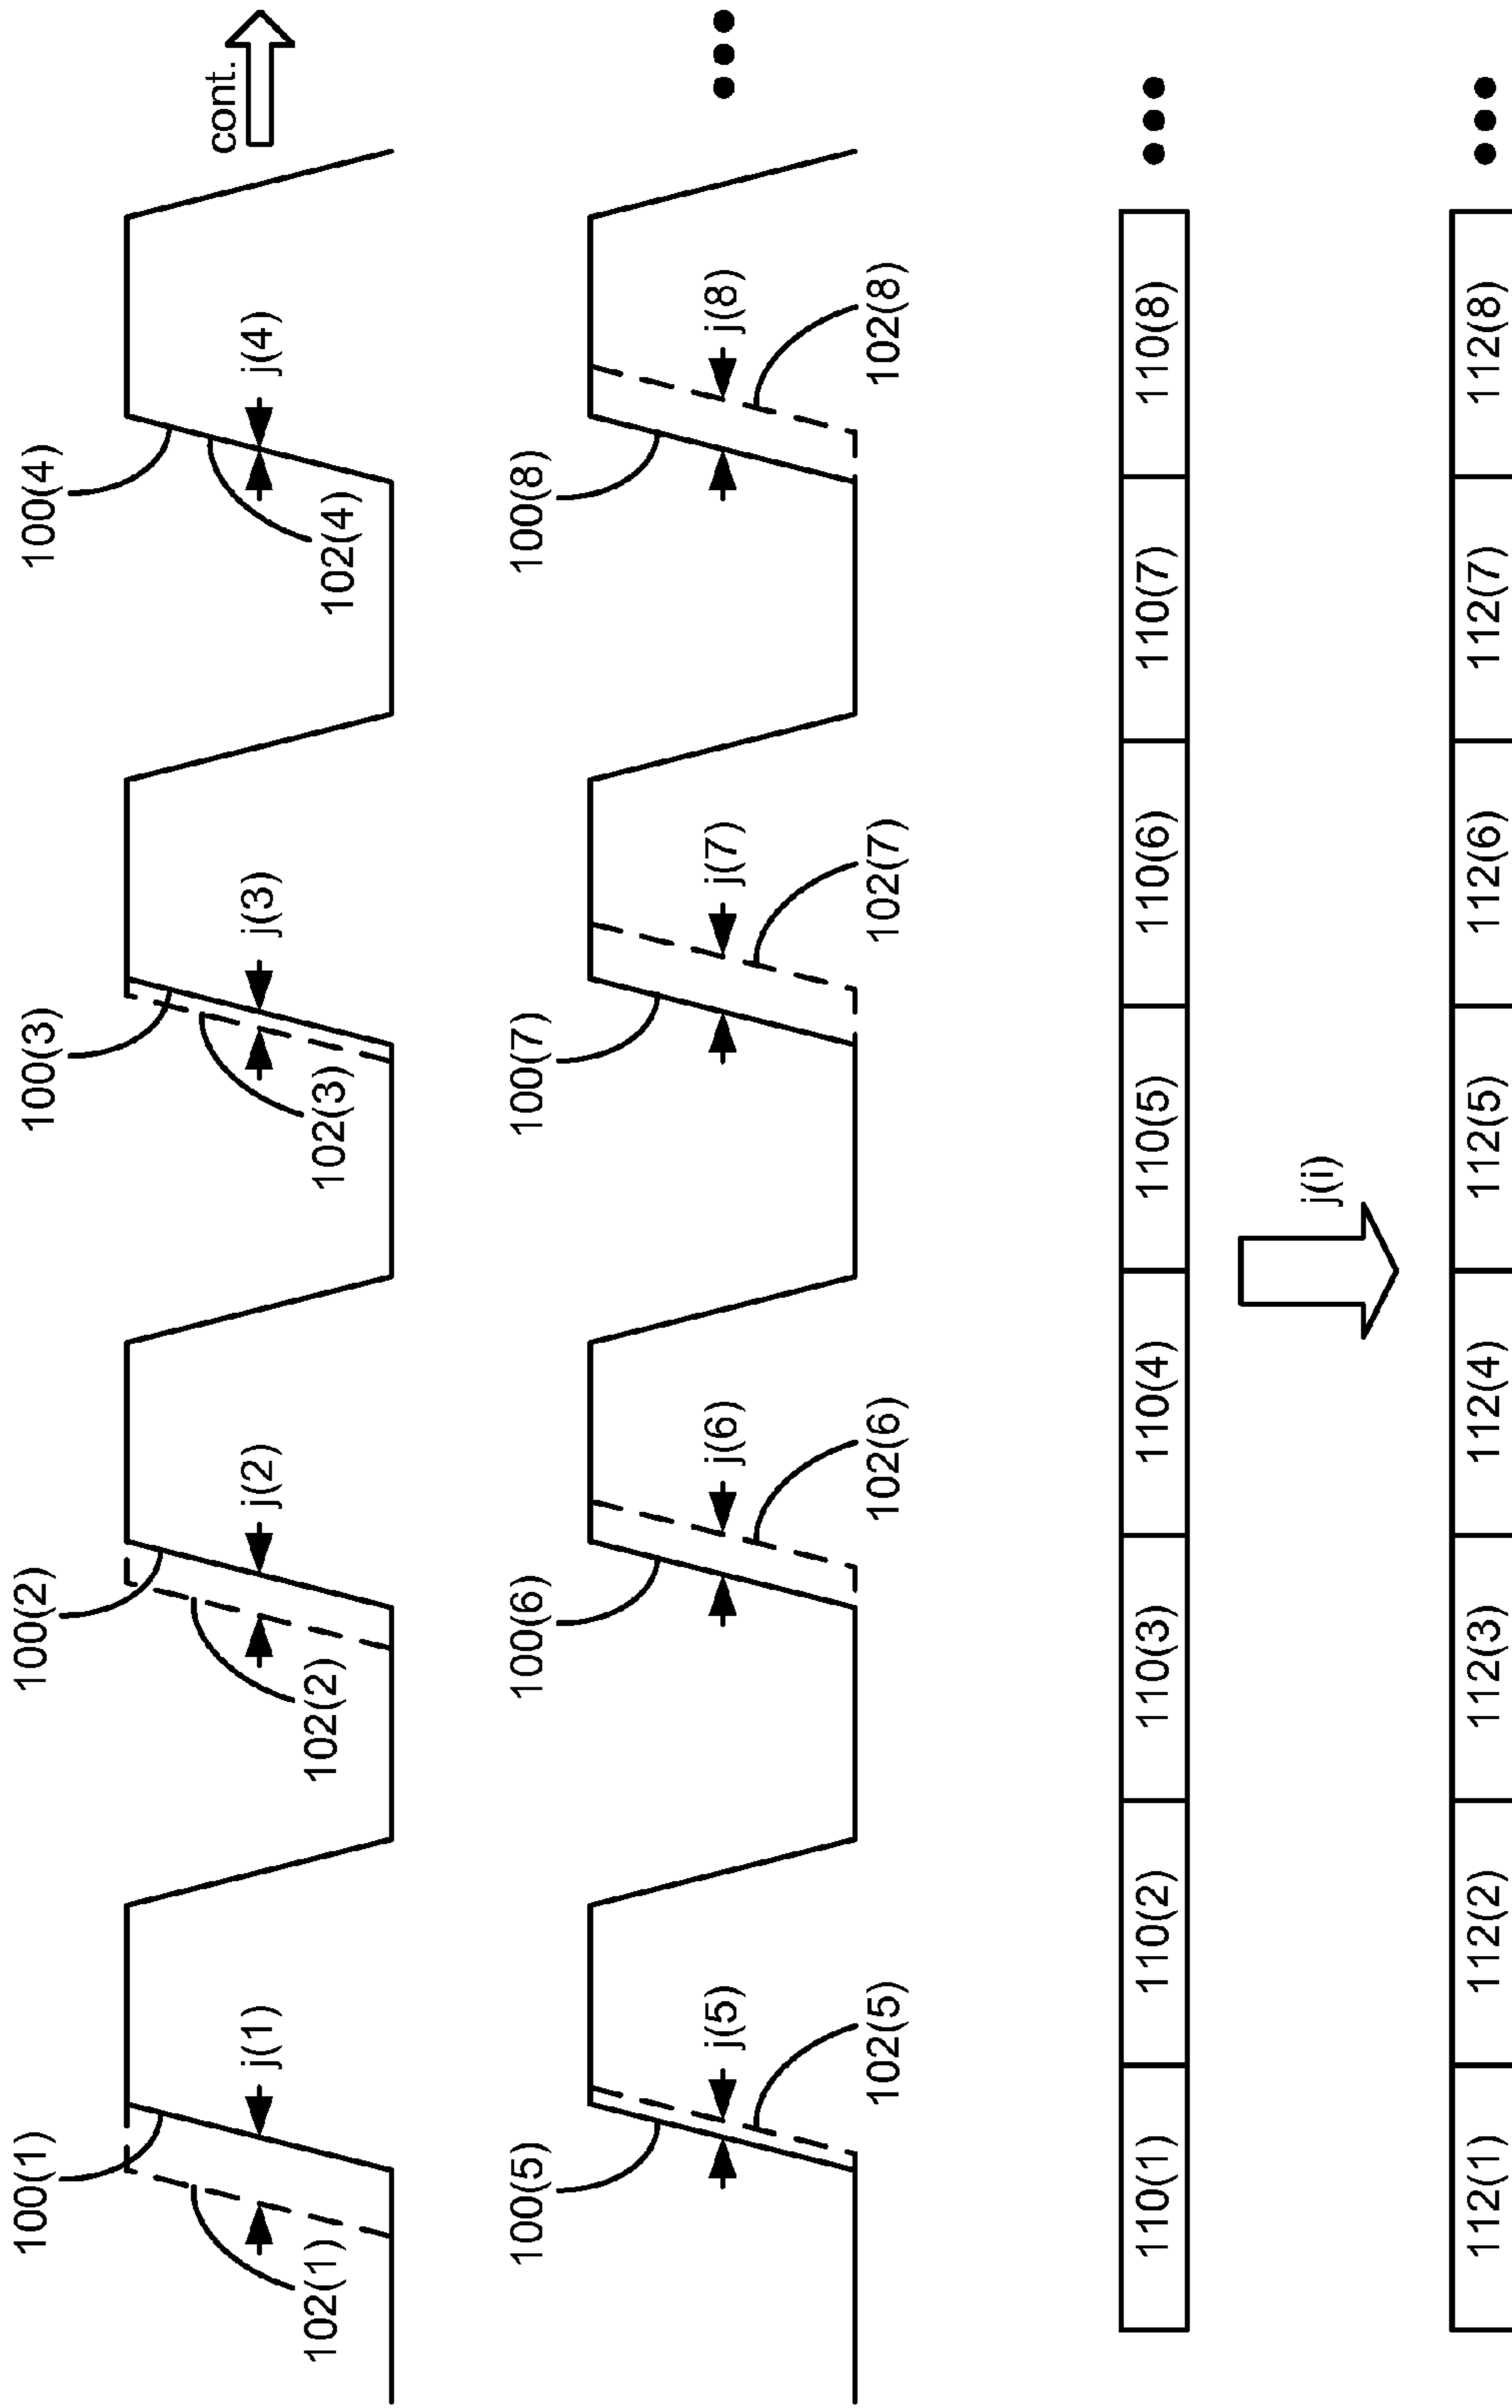 100(1) 100(2) 100(3) 100(4) cont.
j(1) j(2) j(3) j(4)
102(1) 102(2) 102(3) 102(4)
100(5) 100(6) 100(7) 100(8)
j(5) j(6) j(7) j(8)
102(5) 102(6) 102(7) 102(8)
110(1) 110(2) 110(3) 110(4) 110(5) 110(6) 110(7) 110(8)
j(i)
112(1) 112(2) 112(3) 112(4) 112(5) 112(6) 112(7) 112(8)